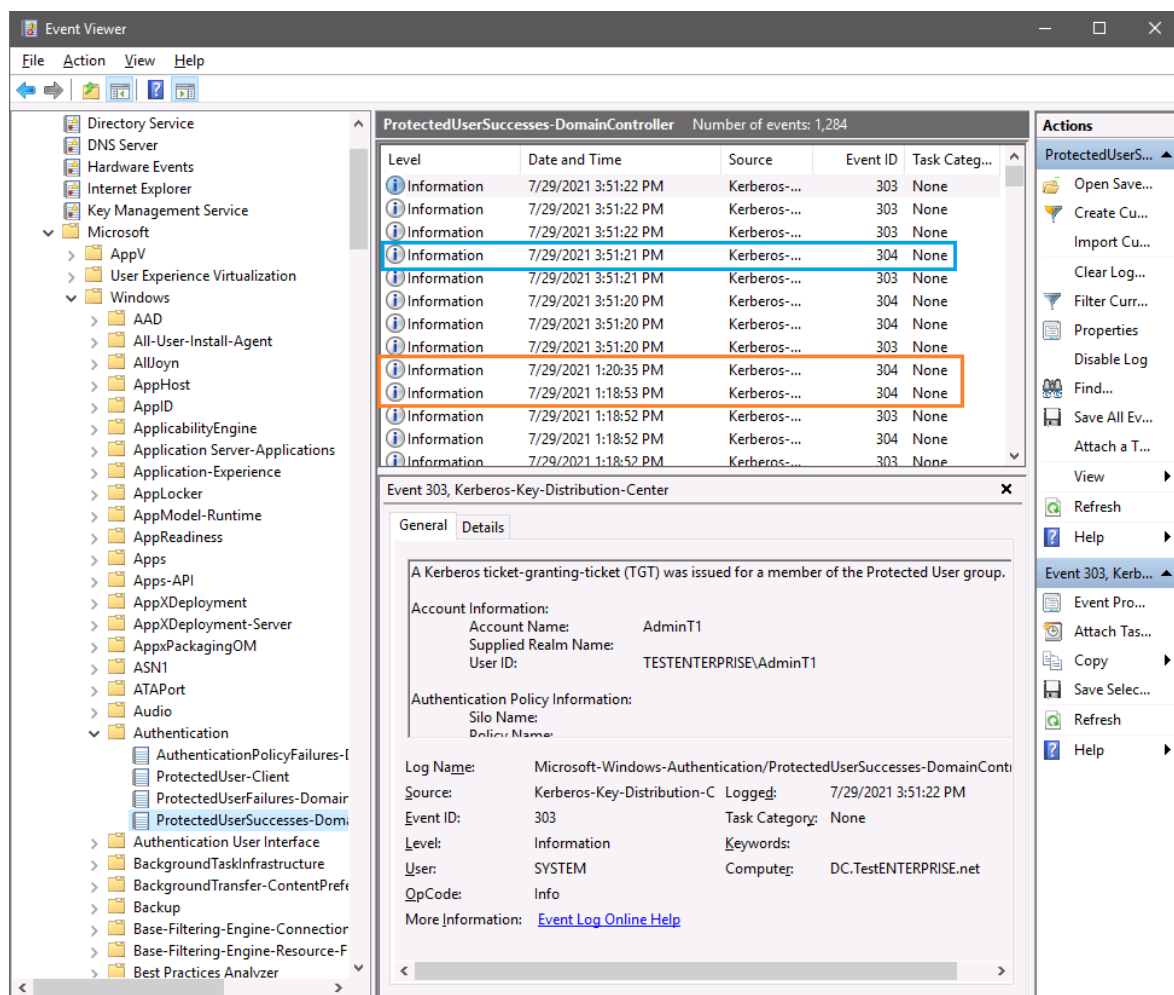 Event Viewer
File Action View Help
Directory Service
DNS Server
Hardware Events
Internet Explorer
Key Management Service
Microsoft
AppV
User Experience Virtualization
Windows
AAD
All-User-Install-Agent
AllJoyn
AppHost
AppID
ApplicabilityEngine
Application Server-Applications
Application-Experience
AppLocker
AppModel-Runtime
AppReadiness
Apps
Apps-API
AppXDeployment
AppXDeployment-Server
AppxPackagingOM
ASN1
ATAPort
Audio
Authentication
AuthenticationPolicyFailures-D
ProtectedUser-Client
ProtectedUserFailures-Domain
ProtectedUserSuccesses-Doma
Authentication User Interface
BackgroundTaskInfrastructure
BackgroundTransfer-ContentPrefe
Backup
Base-Filtering-Engine-Connection
Base-Filtering-Engine-Resource-F
Best Practices Analyzer
ProtectedUserSuccesses-DomainController Number of events: 1,284
Level Date and Time Source Event ID Task Categ...
Information 7/29/2021 3:51:22 PM Kerberos-... 303 None
Information 7/29/2021 3:51:22 PM Kerberos-... 303 None
Information 7/29/2021 3:51:22 PM Kerberos-... 303 None
Information 7/29/2021 3:51:21 PM Kerberos-... 304 None
Information 7/29/2021 3:51:21 PM Kerberos-... 303 None
Information 7/29/2021 3:51:20 PM Kerberos-... 304 None
Information 7/29/2021 3:51:20 PM Kerberos-... 304 None
Information 7/29/2021 3:51:20 PM Kerberos-... 303 None
Information 7/29/2021 1:20:35 PM Kerberos-... 304 None
Information 7/29/2021 1:18:53 PM Kerberos-... 304 None
Information 7/29/2021 1:18:52 PM Kerberos-... 303 None
Information 7/29/2021 1:18:52 PM Kerberos-... 304 None
Information 7/29/2021 1:18:52 PM Kerberos-... 303 None
Event 303, Kerberos-Key-Distribution-Center
General Details
A Kerberos ticket-granting-ticket (TGT) was issued for a member of the Protected User group.
Account Information:
Account Name: AdminT1
Supplied Realm Name:
User ID: TESTENTERPRISE\AdminT1
Authentication Policy Information:
Silo Name:
Policy Name:
Log Name: Microsoft-Windows-Authentication/ProtectedUserSuccesses-DomainContr
Source: Kerberos-Key-Distribution-C Logged: 7/29/2021 3:51:22 PM
Event ID: 303 Task Category: None
Level: Information Keywords:
User: SYSTEM Computer: DC.TestENTERPRISE.net
OpCode: Info
More Information: Event Log Online Help
Actions
ProtectedUserS...
Open Save...
Create Cu...
Import Cu...
Clear Log...
Filter Curr...
Properties
Disable Log
Find...
Save All Ev...
Attach a T...
View
Refresh
Help
Event 303, Kerb...
Event Pro...
Attach Tas...
Copy
Save Selec...
Refresh
Help